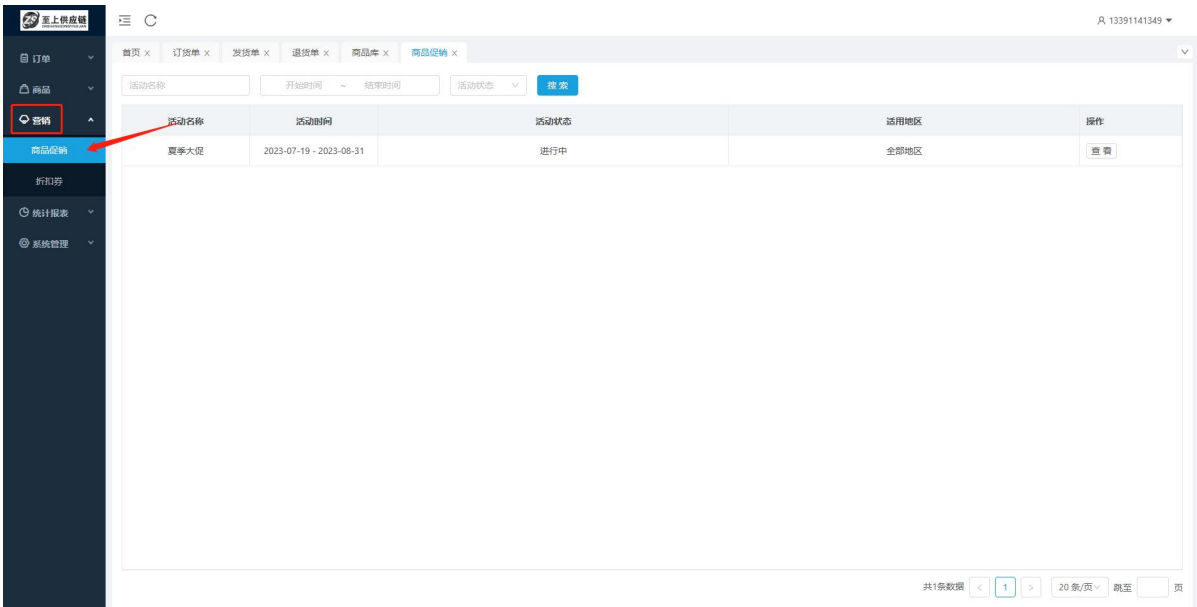 至上供应链
13391141349
订单
商品
营销
商品促销
折扣券
统计报表
系统管理
首页 订货单 发货单 退货单 商品库 商品促销
活动名称 开始时间 ~ 结束时间 活动状态 搜索
活动名称 活动时间 活动状态 适用地区 操作
夏季大促 2023-07-19 - 2023-08-31 进行中 全部地区 查看
共1条数据 < 1 > 20 条/页 跳至 页